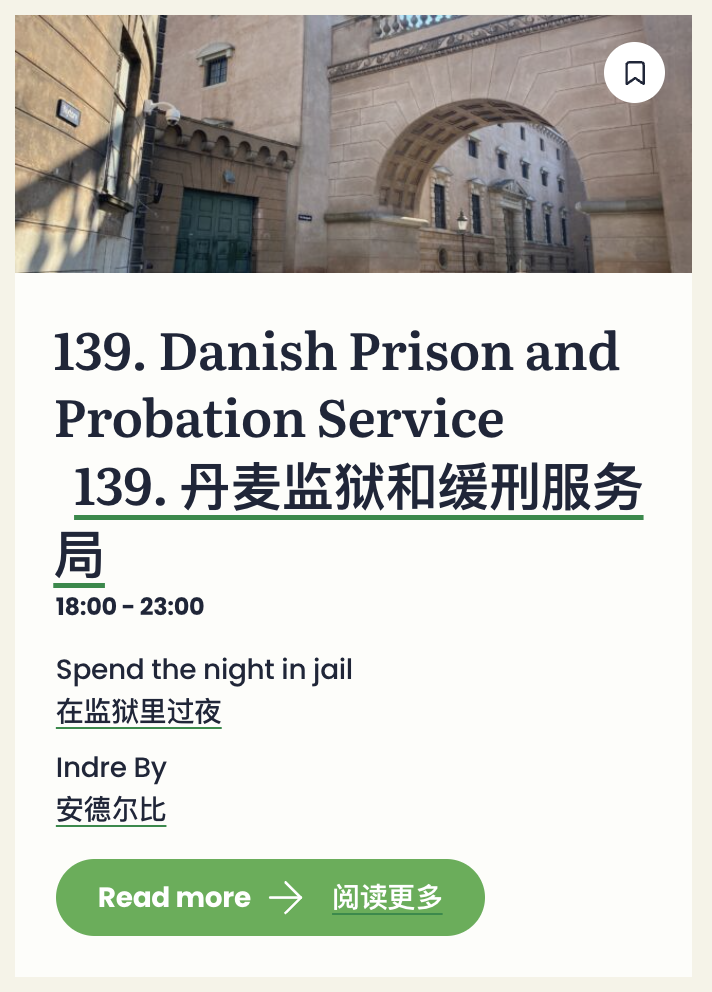 139. Danish Prison and
Probation Service
139. 丹麦监狱和缓刑服务
局
18:00 – 23:00
Spend the night in jail
在监狱里过夜
Indre By
安德尔比
Read more → 阅读更多